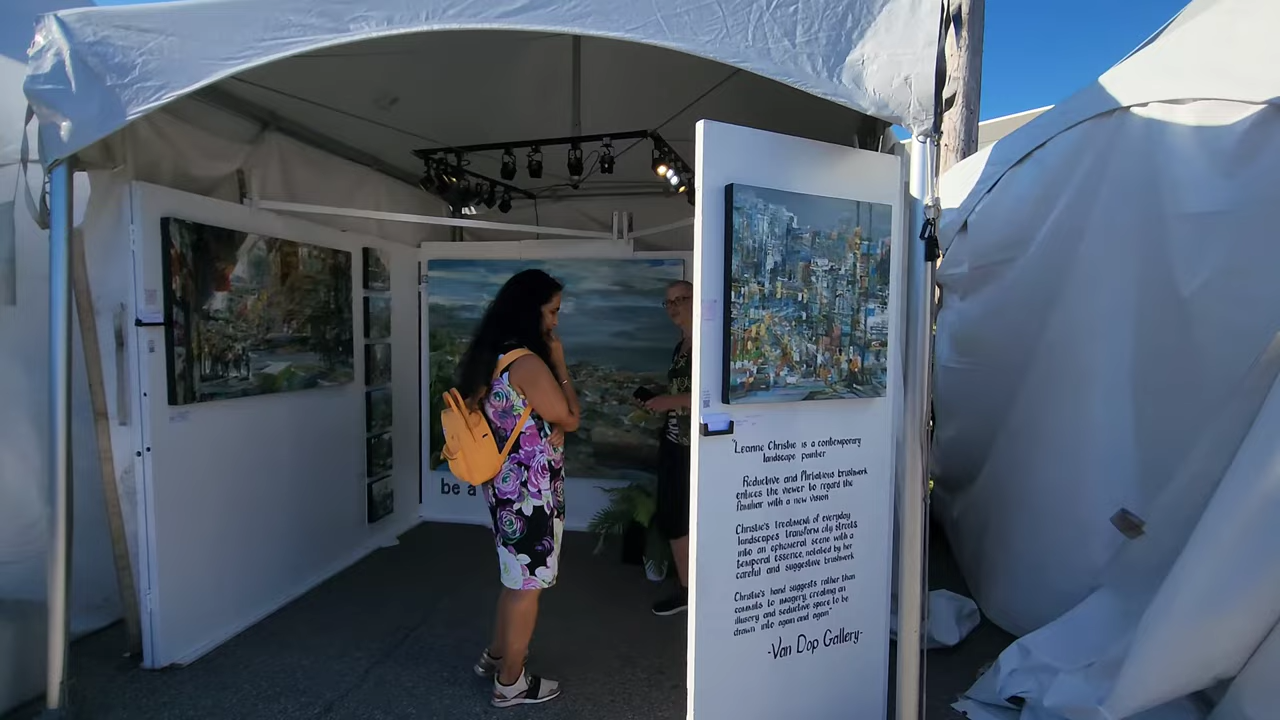 be a
"Leanne Christie is a contemporary
landscape painter
Reductive and flirtatious brushwork
entices the viewer to regard the
familiar with a new vision
Christie's treatment of everyday
landscapes transform city streets
into an ephemeral scene with a
temporal essence, notated by her
careful and suggestive brushwork
Christie's hand suggests rather than
commits to imagery, creating an
illusory and seductive space to be
drawn into again and again"
-Van Dop Gallery-